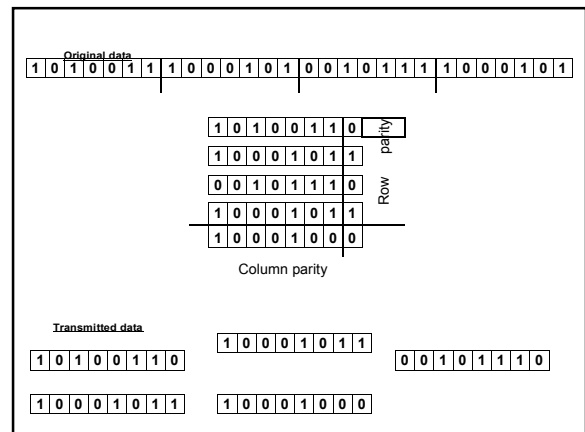 Original data
1 0 1 0 0 1 1 1 0 0 0 1 0 1 0 0 1 0 1 1 1 1 0 0 0 1 0 1
1 0 1 0 0 1 1 0
1 0 0 0 1 0 1 1
0 0 1 0 1 1 1 0
1 0 0 0 1 0 1 1
1 0 0 0 1 0 0 0
Row parity
Column parity
Transmitted data
1 0 1 0 0 1 1 0
1 0 0 0 1 0 1 1
0 0 1 0 1 1 1 0
1 0 0 0 1 0 1 1
1 0 0 0 1 0 0 0